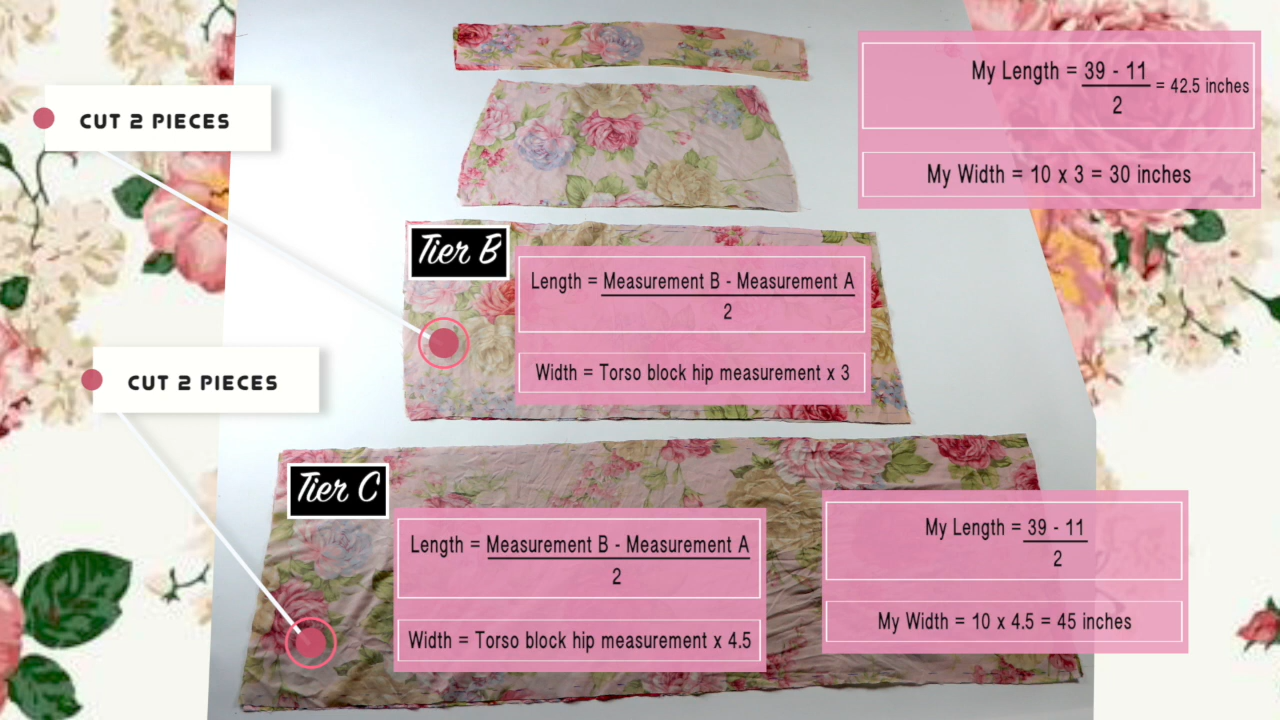 My Length = 39 - 11
= 42.5 inches
2
CUT 2 PIECES
My Width = 10 x 3 = 30 inches
Tier B
Length = Measurement B - Measurement A
2
Width = Torso block hip measurement x 3
CUT 2 PIECES
Tier C
Length = Measurement B - Measurement A
2
Width = Torso block hip measurement x 4.5
My Length = 39 - 11
2
My Width = 10 x 4.5 = 45 inches